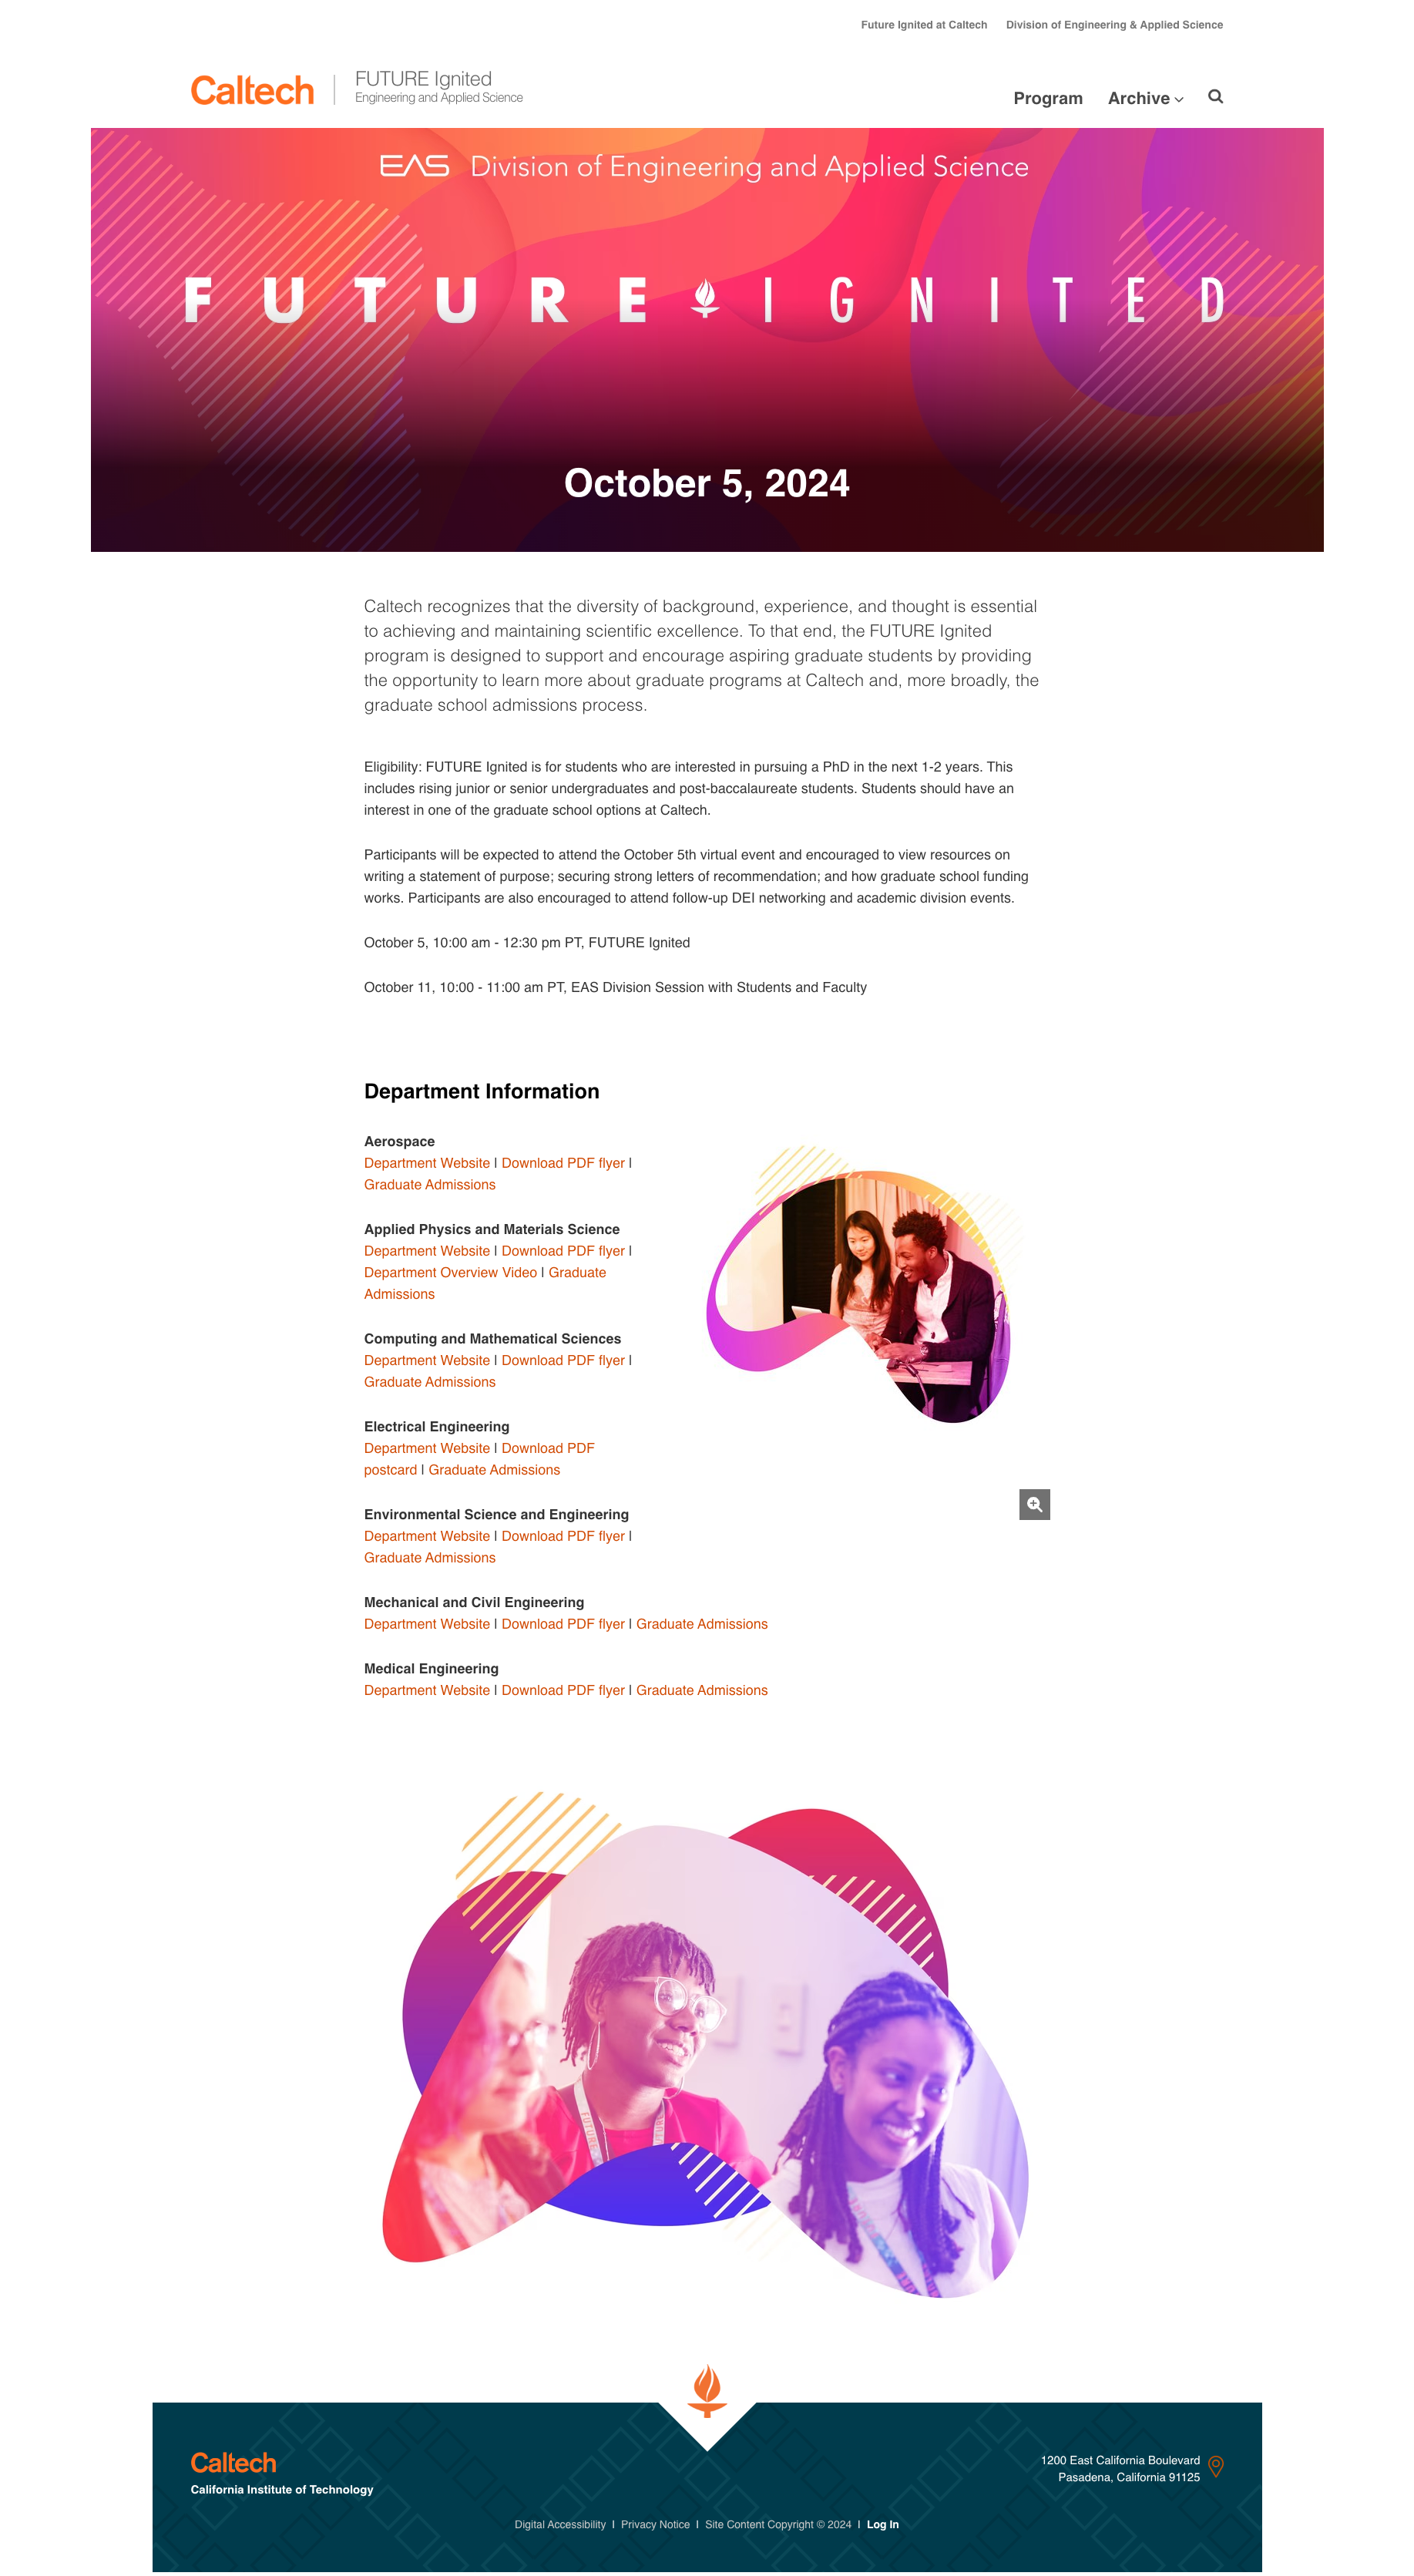 Future Ignited at Caltech Division of Engineering & Applied Science
Caltech
FUTURE Ignited
Engineering and Applied Science
Program Archive
EAS Division of Engineering and Applied Science
FUTURE IGNITED
October 5, 2024
Caltech recognizes that the diversity of background, experience, and thought is essential
to achieving and maintaining scientific excellence. To that end, the FUTURE Ignited
program is designed to support and encourage aspiring graduate students by providing
the opportunity to learn more about graduate programs at Caltech and, more broadly, the
graduate school admissions process.
Eligibility: FUTURE Ignited is for students who are interested in pursuing a PhD in the next 1-2 years. This
includes rising junior or senior undergraduates and post-baccalaureate students. Students should have an
interest in one of the graduate school options at Caltech.
Participants will be expected to attend the October 5th virtual event and encouraged to view resources on
writing a statement of purpose; securing strong letters of recommendation; and how graduate school funding
works. Participants are also encouraged to attend follow-up DEI networking and academic division events.
October 5, 10:00 am - 12:30 pm PT, FUTURE Ignited
October 11, 10:00 - 11:00 am PT, EAS Division Session with Students and Faculty
Department Information
Aerospace
Department Website | Download PDF flyer |
Graduate Admissions
Applied Physics and Materials Science
Department Website | Download PDF flyer |
Department Overview Video | Graduate
Admissions
Computing and Mathematical Sciences
Department Website | Download PDF flyer |
Graduate Admissions
Electrical Engineering
Department Website | Download PDF
postcard | Graduate Admissions
Environmental Science and Engineering
Department Website | Download PDF flyer |
Graduate Admissions
Mechanical and Civil Engineering
Department Website | Download PDF flyer | Graduate Admissions
Medical Engineering
Department Website | Download PDF flyer | Graduate Admissions
FUTURE
Caltech
California Institute of Technology
1200 East California Boulevard
Pasadena, California 91125
Digital Accessibility | Privacy Notice | Site Content Copyright © 2024 | Log In